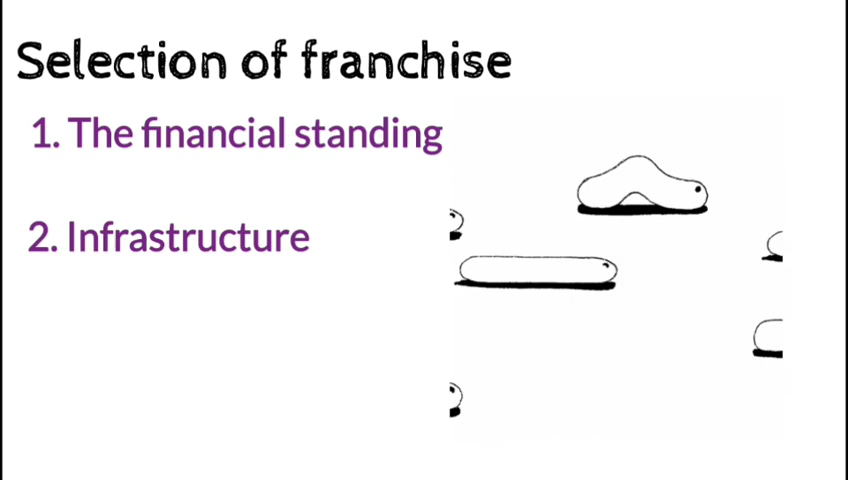 Selection of franchise
1. The financial standing
2. Infrastructure